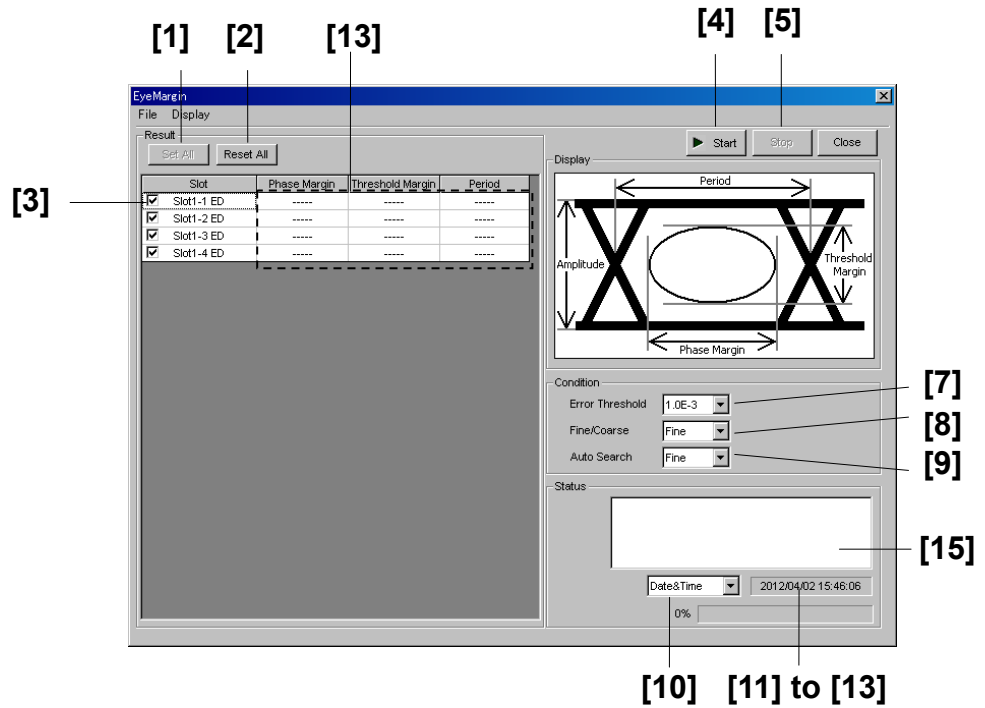 [4] [5]
[1] [2] [13]
EyeMargin
File Display
Result
Set All Reset All
Start Stop Close
Slot Phase Margin Threshold Margin Period
[3]
Slot1-1 ED ----- ----- -----
Slot1-2 ED ----- ----- -----
Slot1-3 ED ----- ----- -----
Slot1-4 ED ----- ----- -----
Display
Period
Amplitude
Threshold
Margin
Phase Margin
Condition
Error Threshold 1.0E-3 [7]
Fine/Coarse Fine [8]
Auto Search Fine [9]
Status
[15]
Date&Time 2012/04/02 15:46:06
0%
[10] [11] to [13]